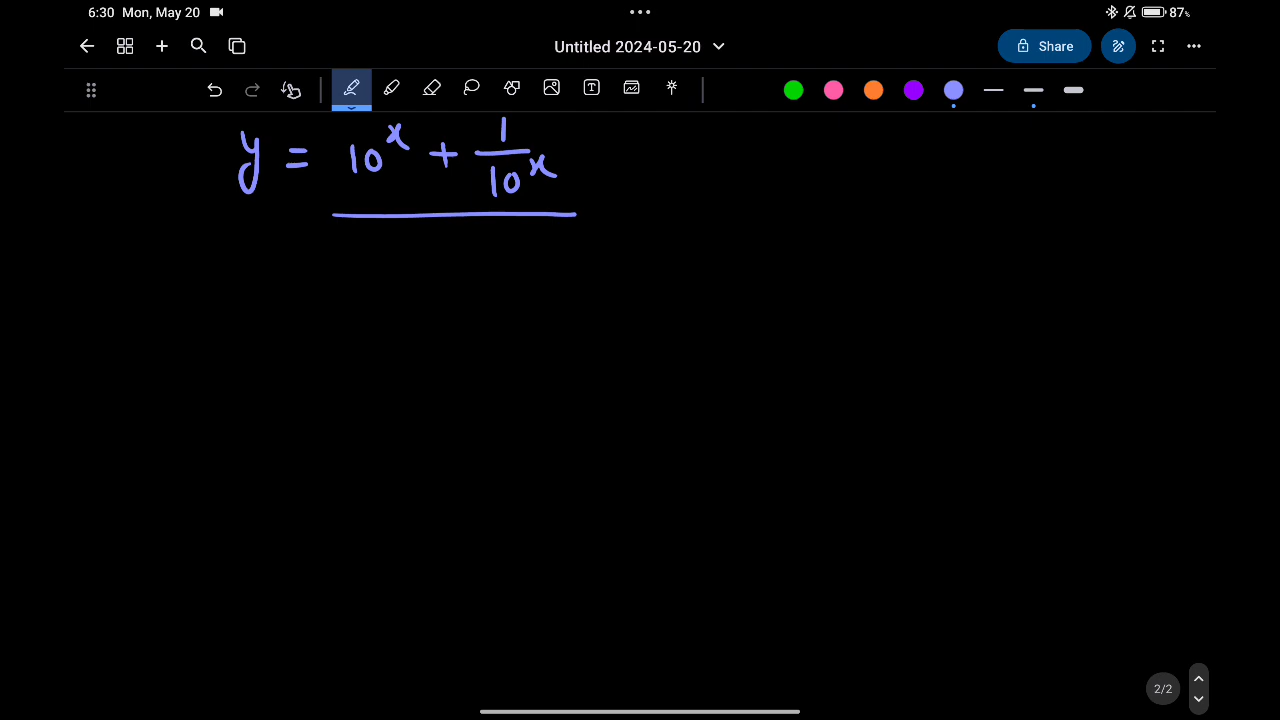 6:30 Mon, May 20 87%
Untitled 2024-05-20 Share
y = 10^x + 1/10^x
2/2